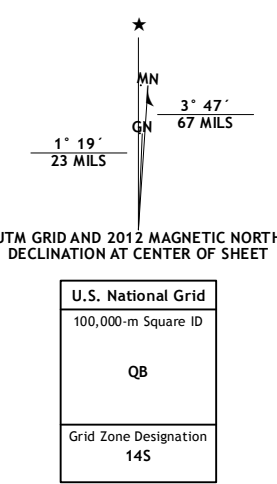 ★
MN
GN
3° 47´
67 MILS
1° 19´
23 MILS
UTM GRID AND 2012 MAGNETIC NORTH
DECLINATION AT CENTER OF SHEET
U.S. National Grid
100,000-m Square ID
QB
Grid Zone Designation
14S